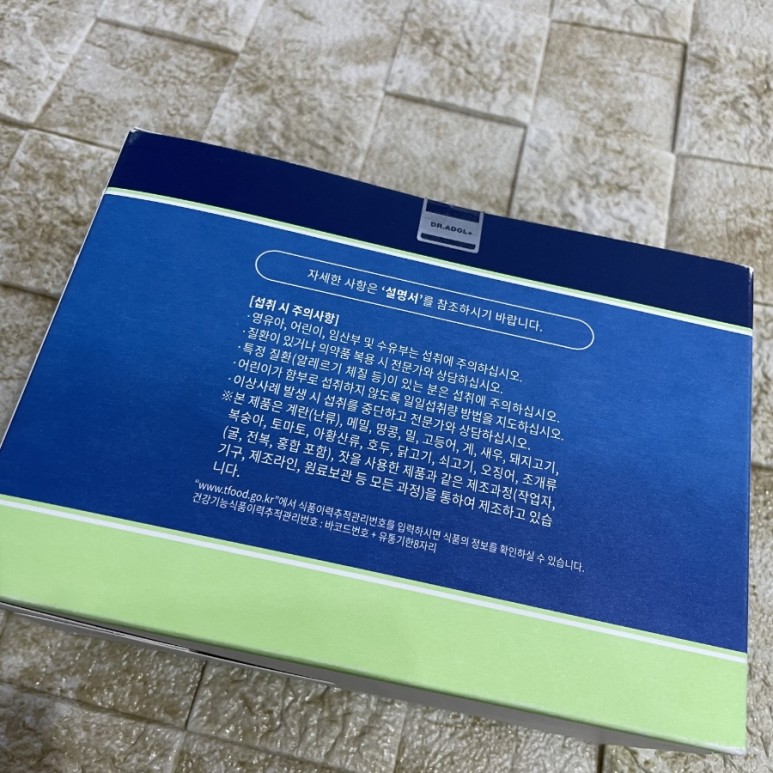 DR.ADGL+
자세한 사항은 ‘설명서’를 참조하시기 바랍니다.
[섭취 시 주의사항]
· 영유아, 어린이, 임산부 및 수유부는 섭취에 주의하십시오.
· 질환이 있거나 의약품 복용 시 전문가와 상담하십시오.
· 특정 질환(알레르기 체질 등)이 있는 분은 섭취에 주의하십시오.
· 어린이가 함부로 섭취하지 않도록 일일섭취량 방법을 지도하십시오.
· 이상사례 발생 시 섭취를 중단하고 전문가와 상담하십시오.
※본 제품은 계란(난류), 메밀, 땅콩, 밀, 고등어, 게, 새우, 돼지고기,
복숭아, 토마토, 아황산류, 호두, 닭고기, 쇠고기, 오징어, 조개류
(굴, 전복, 홍합 포함), 잣을 사용한 제품과 같은 제조과정(작업자,
기구, 제조라인, 원료보관 등 모든 과정)을 통하여 제조하고 있습
니다.
“www.tfood.go.kr”에서 식품이력추적관리번호를 입력하시면 식품의 정보를 확인하실 수 있습니다.
건강기능식품이력추적관리번호 : 바코드번호 + 유통기한8자리